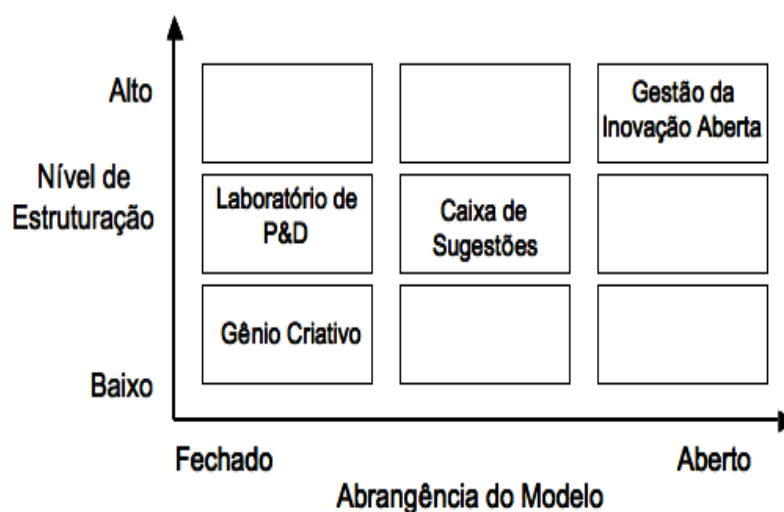 Alto
Gestão da
Inovação Aberta
Nível de
Estruturação
Laboratório de
P&D
Caixa de
Sugestões
Gênio Criativo
Baixo
Fechado
Aberto
Abrangência do Modelo